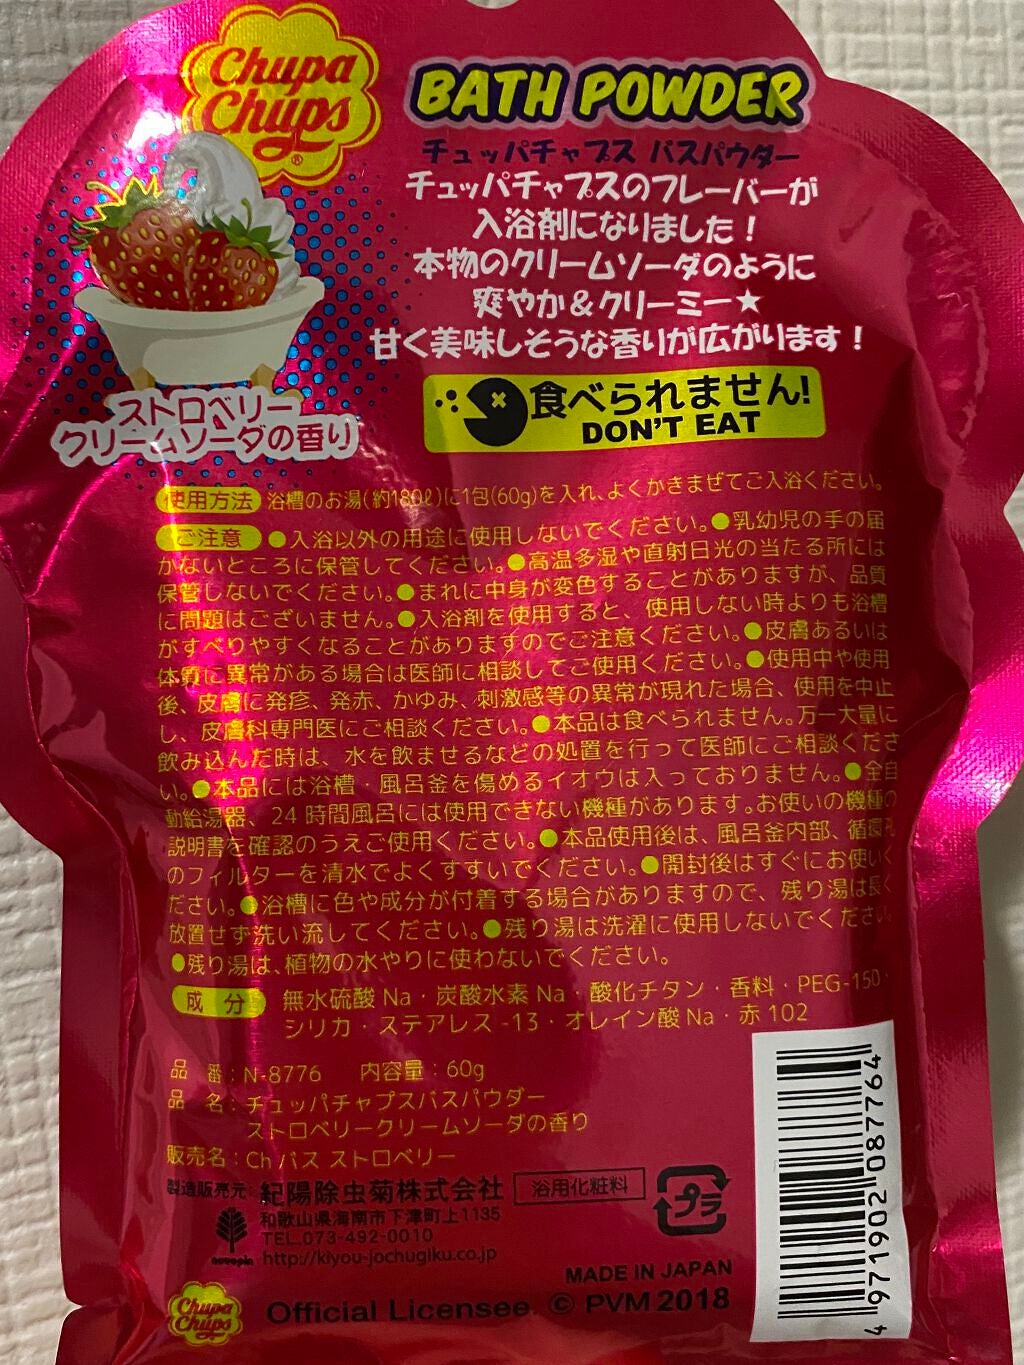 Chupa Chups®
BATH POWDER
チュッパチャプス バスパウダー
チュッパチャプスのフレーバーが
入浴剤になりました!
本物のクリームソーダのように
爽やか&クリーミー★
甘く美味しそうな香りが広がります!
ストロベリー
クリームソーダの香り
食べられません!
DON'T EAT
使用方法 浴槽のお湯(約180ℓ)に1包(60g)を入れ、よくかきまぜてご入浴ください。
ご注意 ●入浴以外の用途に使用しないでください。●乳幼児の手の届
かないところに保管してください。●高温多湿や直射日光の当たる所には
保管しないでください。●まれに中身が変色することがありますが、品質
に問題はございません。●入浴剤を使用すると、使用しない時よりも浴槽
がすべりやすくなることがありますのでご注意ください。●皮膚あるいは
体質に異常がある場合は医師に相談してご使用ください。●使用中や使用
後、皮膚に発疹、発赤、かゆみ、刺激感等の異常が現れた場合、使用を中止
し、皮膚科専門医にご相談ください。●本品は食べられません。万一大量に
飲み込んだ時は、水を飲ませるなどの処置を行って医師にご相談くださ
い。●本品には浴槽 風呂釜を傷めるイオウは入っておりません。●全自
動給湯器、24時間風呂には使用できない機種があります。お使いの機種の
説明書を確認のうえご使用ください。●本品使用後は、風呂釜内部、循環孔
のフィルターを清水でよくすすいでください。●開封後はすぐにお使いく
ださい。●浴槽に色や成分が付着する場合がありますので、残り湯は長く
放置せず洗い流してください。●残り湯は洗濯に使用しないでください。
●残り湯は、植物の水やりに使わないでください。
成 分 無水硫酸Na・炭酸水素Na・酸化チタン・香料・PEG-150・
シリカ・ステアレス-13・オレイン酸Na・赤102
品 番:N-8776 内容量:60g
品 名:チュッパチャプスバスパウダー
ストロベリークリームソーダの香り
販売名:Ch バス ストロベリー
製造販売元 紀陽除虫菊株式会社 浴用化粧料 プラ
和歌山県海南市下津町上1135
TEL.073-492-0010
novopin http://kiyou-jochugiku.co.jp
MADE IN JAPAN
Chupa Chups Official Licensee © PVM 2018
4 971902 087764